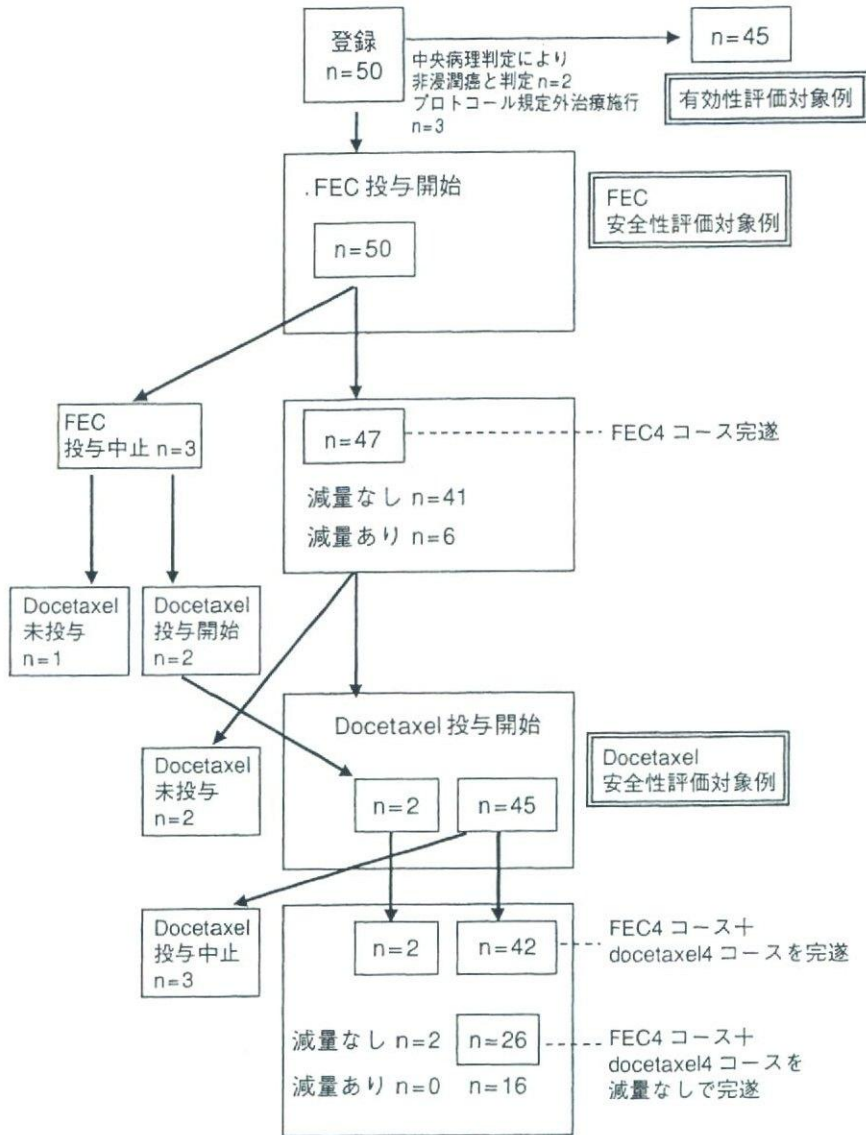 登録
n=50
中央病理判定により
非浸潤癌と判定 n=2
プロトコール規定外治療施行
n=3
n=45
有効性評価対象例
.FEC 投与開始
n=50
FEC
安全性評価対象例
FEC
投与中止 n=3
n=47
FEC4 コース完遂
減量なし n=41
減量あり n=6
Docetaxel
未投与
n=1
Docetaxel
投与開始
n=2
Docetaxel
未投与
n=2
Docetaxel 投与開始
n=2
n=45
Docetaxel
安全性評価対象例
Docetaxel
投与中止
n=3
n=2
n=42
FEC4 コース＋
docetaxel4 コースを完遂
減量なし n=2
n=26
減量あり n=0
n=16
FEC4 コース＋
docetaxel4 コースを
減量なしで完遂